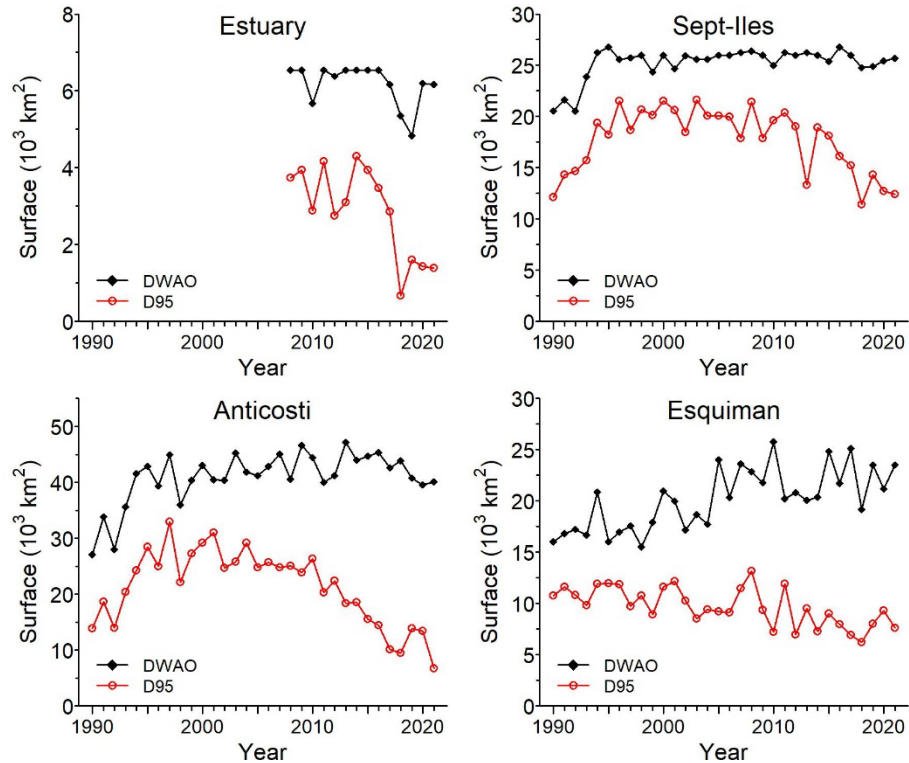 Estuary
Surface (10³ km²)
8
6
4
2
0
DWAO
D95
1990 2000 2010 2020
Year
Sept-Iles
Surface (10³ km²)
30
25
20
15
10
5
0
DWAO
D95
1990 2000 2010 2020
Year
Anticosti
Surface (10³ km²)
50
40
30
20
10
0
DWAO
D95
1990 2000 2010 2020
Year
Esquiman
Surface (10³ km²)
30
25
20
15
10
5
0
DWAO
D95
1990 2000 2010 2020
Year